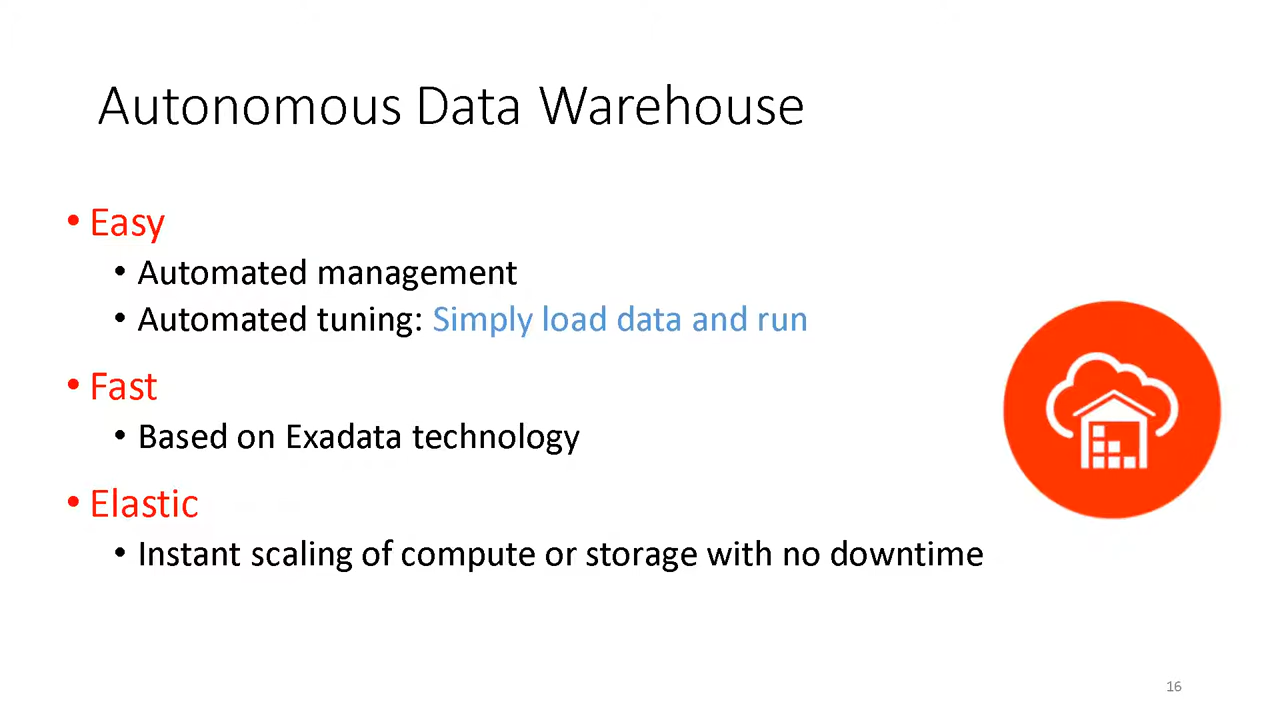 Autonomous Data Warehouse
• Easy
• Automated management
• Automated tuning: Simply load data and run
• Fast
• Based on Exadata technology
• Elastic
• Instant scaling of compute or storage with no downtime
16